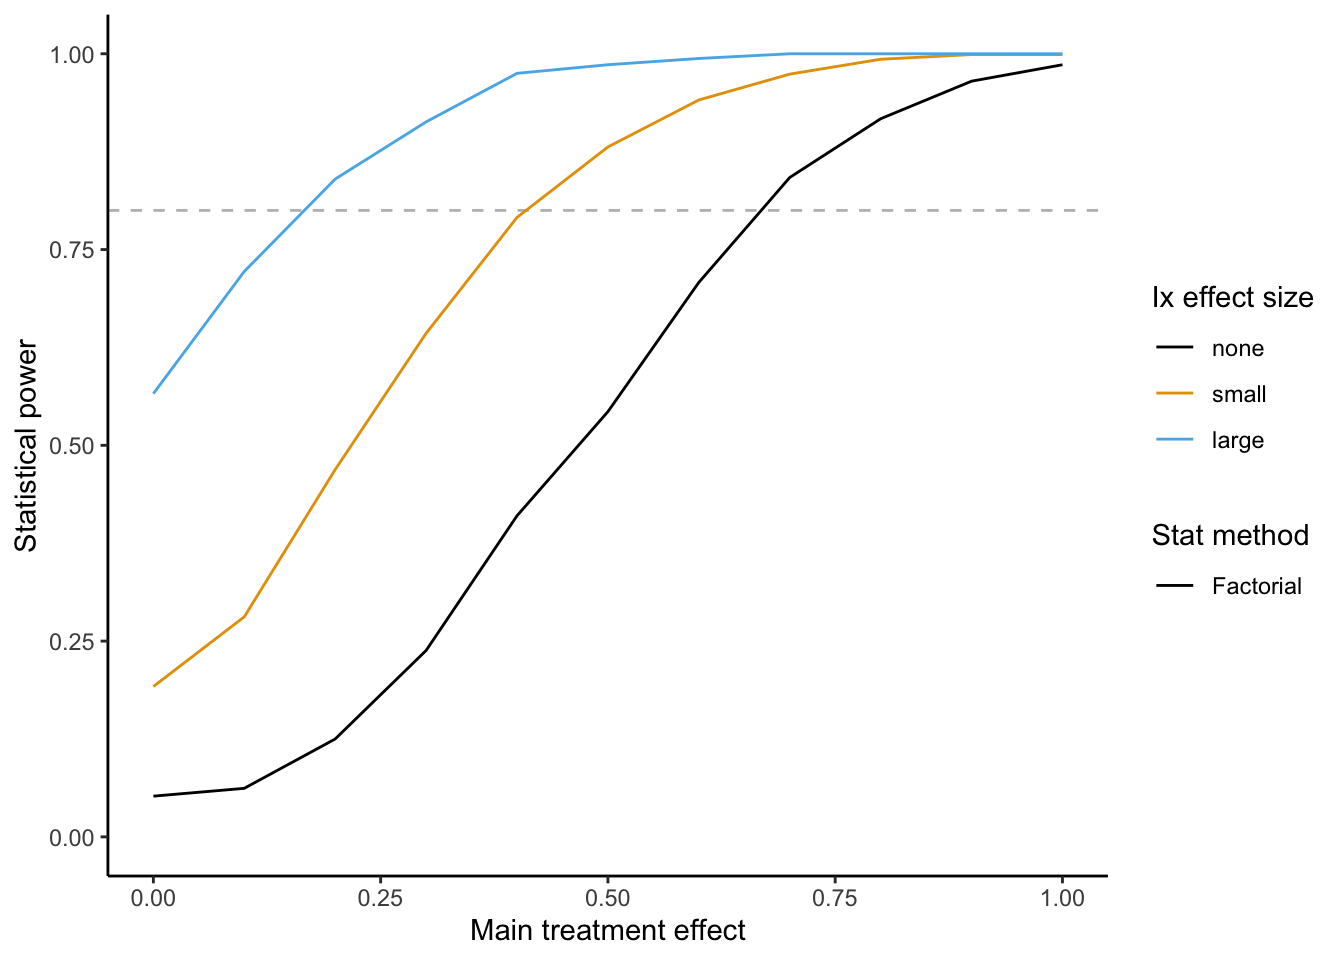 1.00
0.75
0.50
0.25
0.00
Statistical power
0.00 0.25 0.50 0.75 1.00
Main treatment effect
Ix effect size
none
small
large
Stat method
Factorial